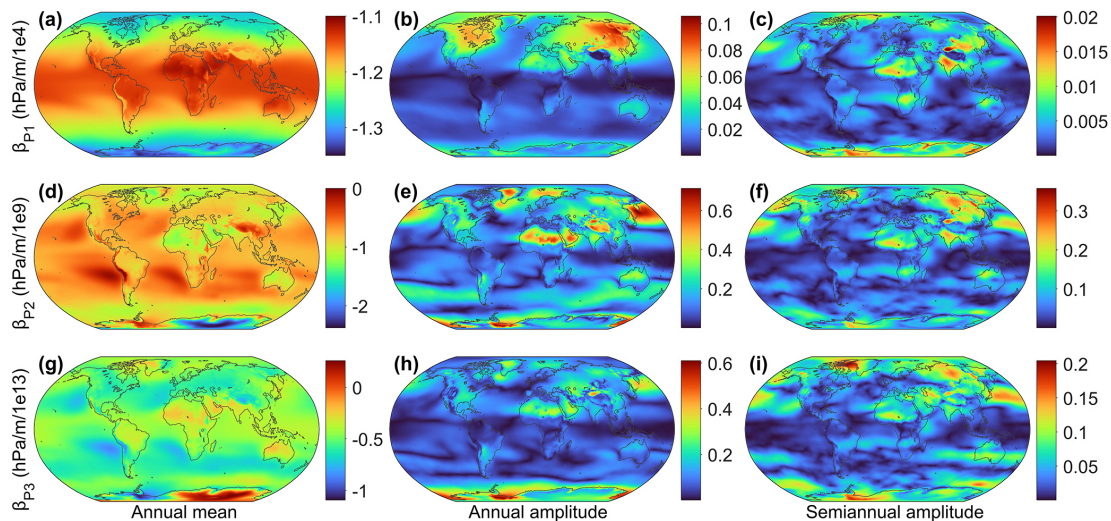 (a)
(b)
(c)
β_P1 (hPa/m/1e4)
-1.1
-1.2
-1.3
0.1
0.08
0.06
0.04
0.02
0.02
0.015
0.01
0.005
(d)
(e)
(f)
β_P2 (hPa/m/1e9)
0
-1
-2
0.6
0.4
0.2
0.3
0.2
0.1
(g)
(h)
(i)
β_P3 (hPa/m/1e13)
0
-0.5
-1
0.6
0.4
0.2
0.2
0.15
0.1
0.05
Annual mean
Annual amplitude
Semiannual amplitude